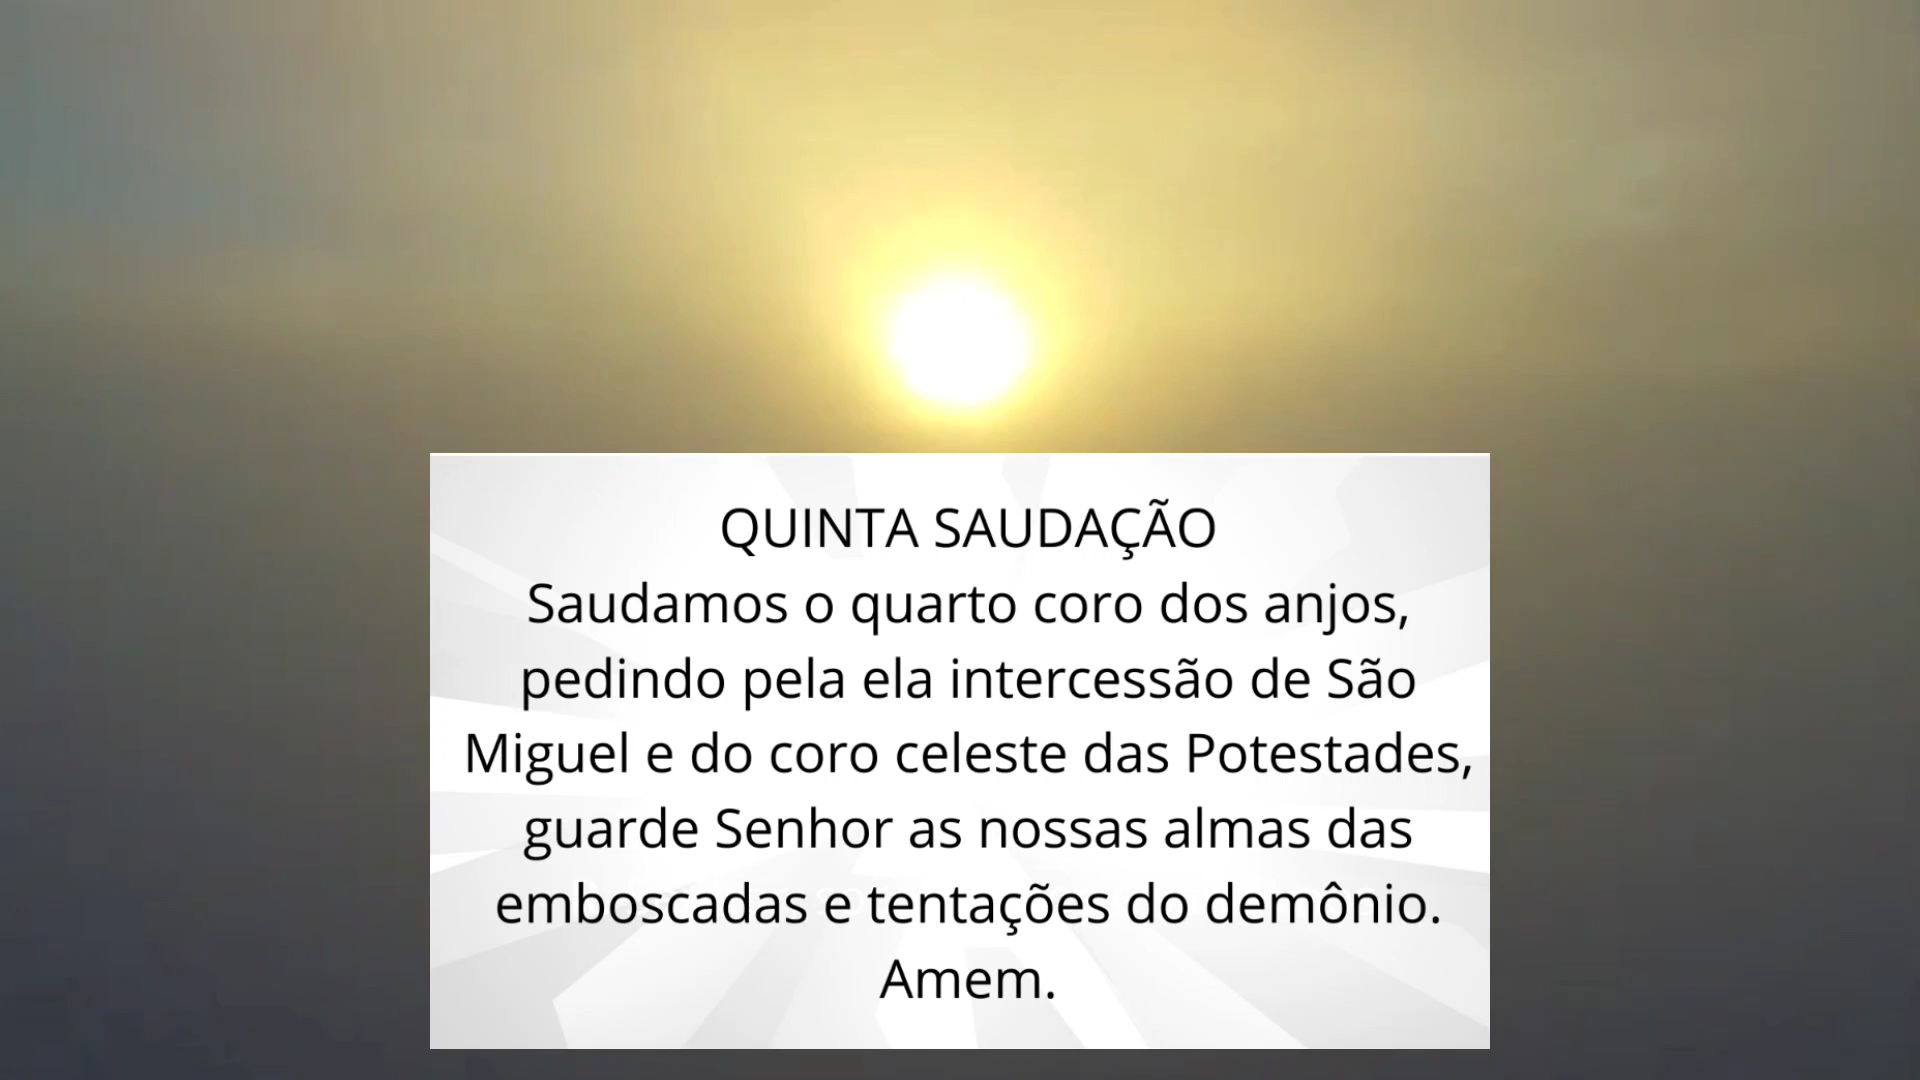 QUINTA SAUDAÇÃO
Saudamos o quarto coro dos anjos,
pedindo pela ela intercessão de São
Miguel e do coro celeste das Potestades,
guarde Senhor as nossas almas das
emboscadas e tentações do demônio.
Amem.